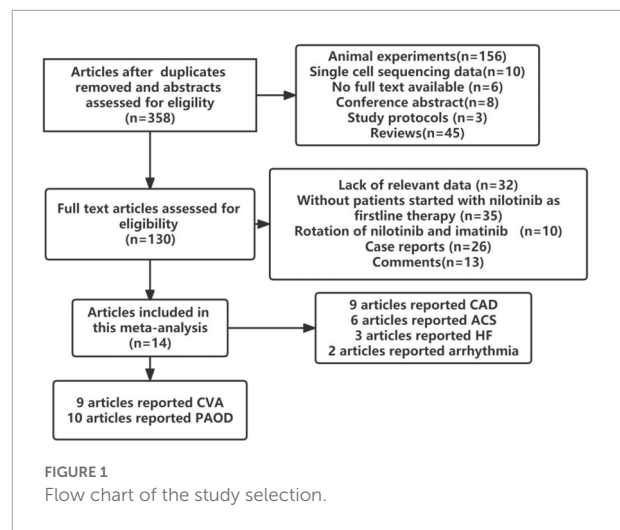 Articles after duplicates
removed and abstracts
assessed for eligility
(n=358)
Animal experiments(n=156)
Single cell sequencing data(n=10)
No full text available (n=6)
Conference abstract(n=8)
Study protocols (n=3)
Reviews(n=45)
Full text articles assessed for
eligibility
(n=130)
Lack of relevant data (n=32)
Without patients started with nilotinib as
firstline therapy (n=35)
Rotation of nilotinib and imatinib (n=10)
Case reports (n=26)
Comments(n=13)
Articles included in
this meta-analysis
(n=14)
9 articles reported CAD
6 articles reported ACS
3 articles reported HF
2 articles reported arrhythmia
9 articles reported CVA
10 articles reported PAOD
FIGURE 1
Flow chart of the study selection.